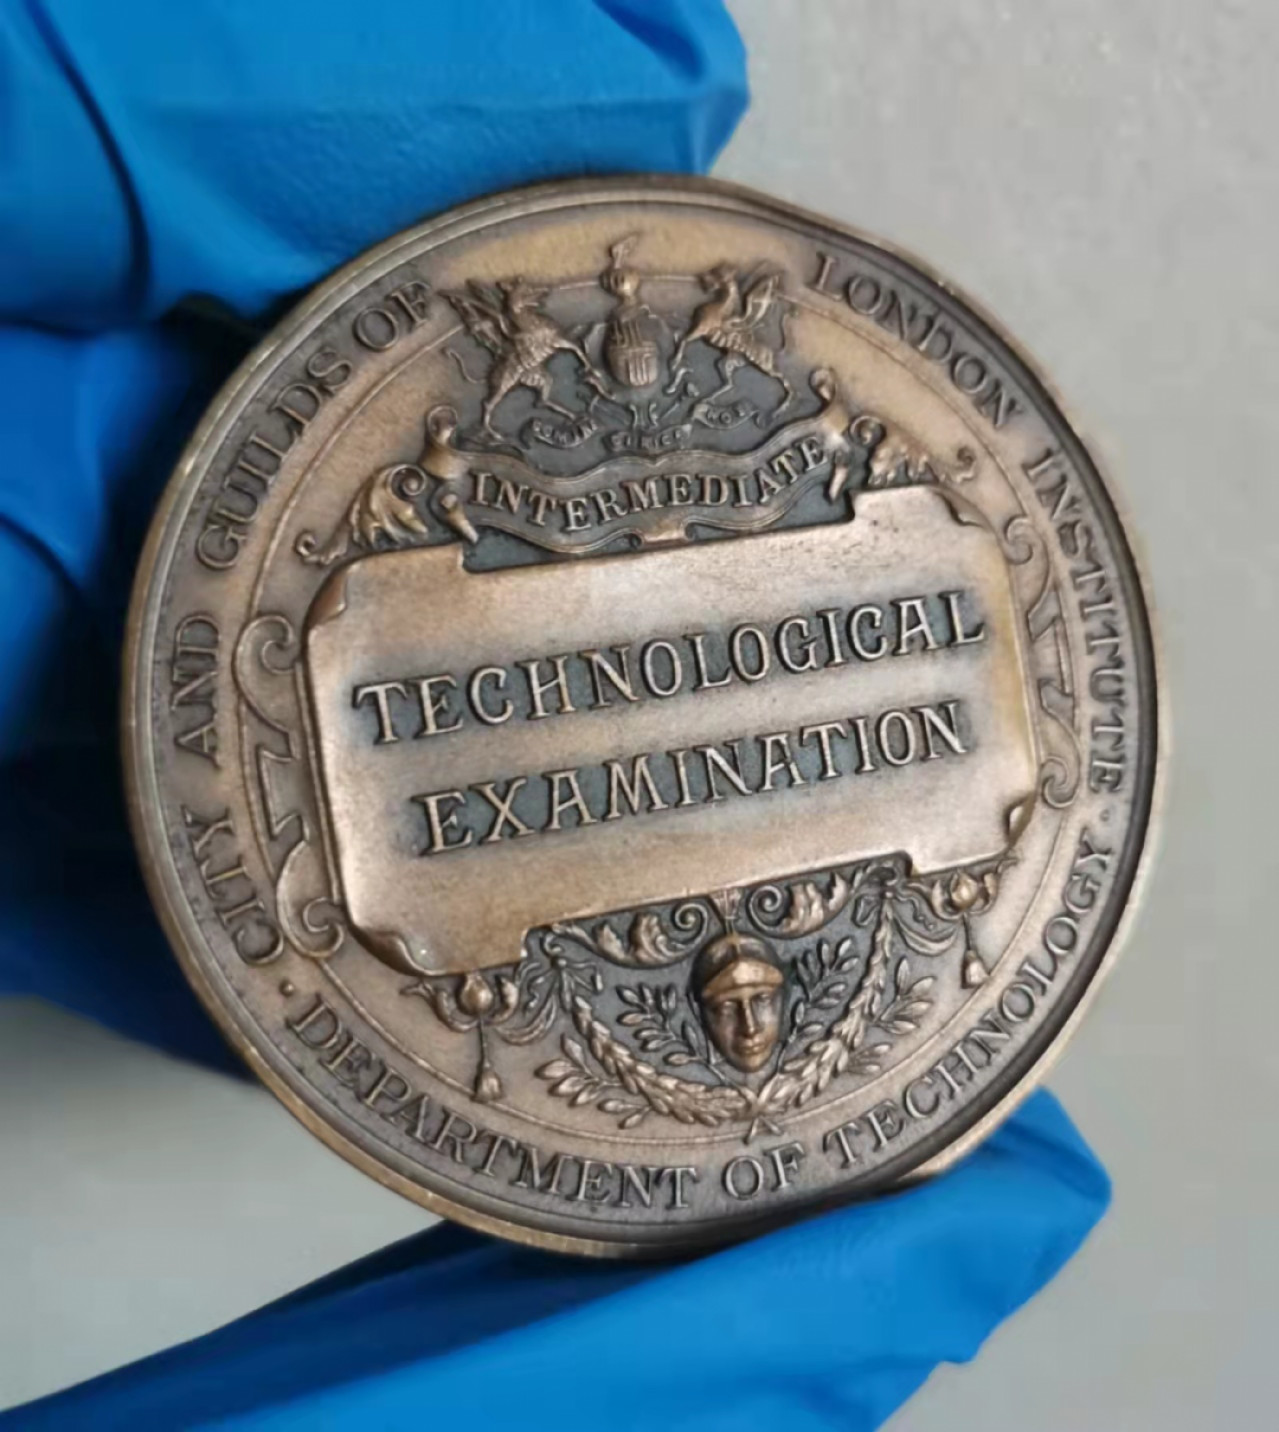 CITY AND GUILDS OF LONDON INSTITUTE ·
DEPARTMENT OF TECHNOLOGY ·
INTERMEDIATE
TECHNOLOGICAL
EXAMINATION